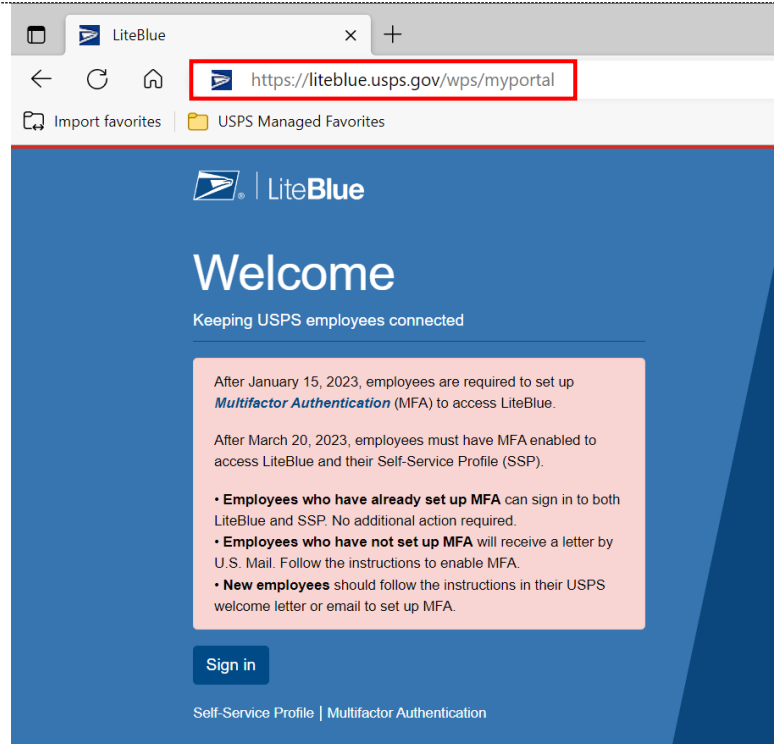 LiteBlue
https://liteblue.usps.gov/wps/myportal
Import favorites
USPS Managed Favorites
LiteBlue
Welcome
Keeping USPS employees connected
After January 15, 2023, employees are required to set up
Multifactor Authentication (MFA) to access LiteBlue.
After March 20, 2023, employees must have MFA enabled to
access LiteBlue and their Self-Service Profile (SSP).
• Employees who have already set up MFA can sign in to both
LiteBlue and SSP. No additional action required.
• Employees who have not set up MFA will receive a letter by
U.S. Mail. Follow the instructions to enable MFA.
• New employees should follow the instructions in their USPS
welcome letter or email to set up MFA.
Sign in
Self-Service Profile | Multifactor Authentication